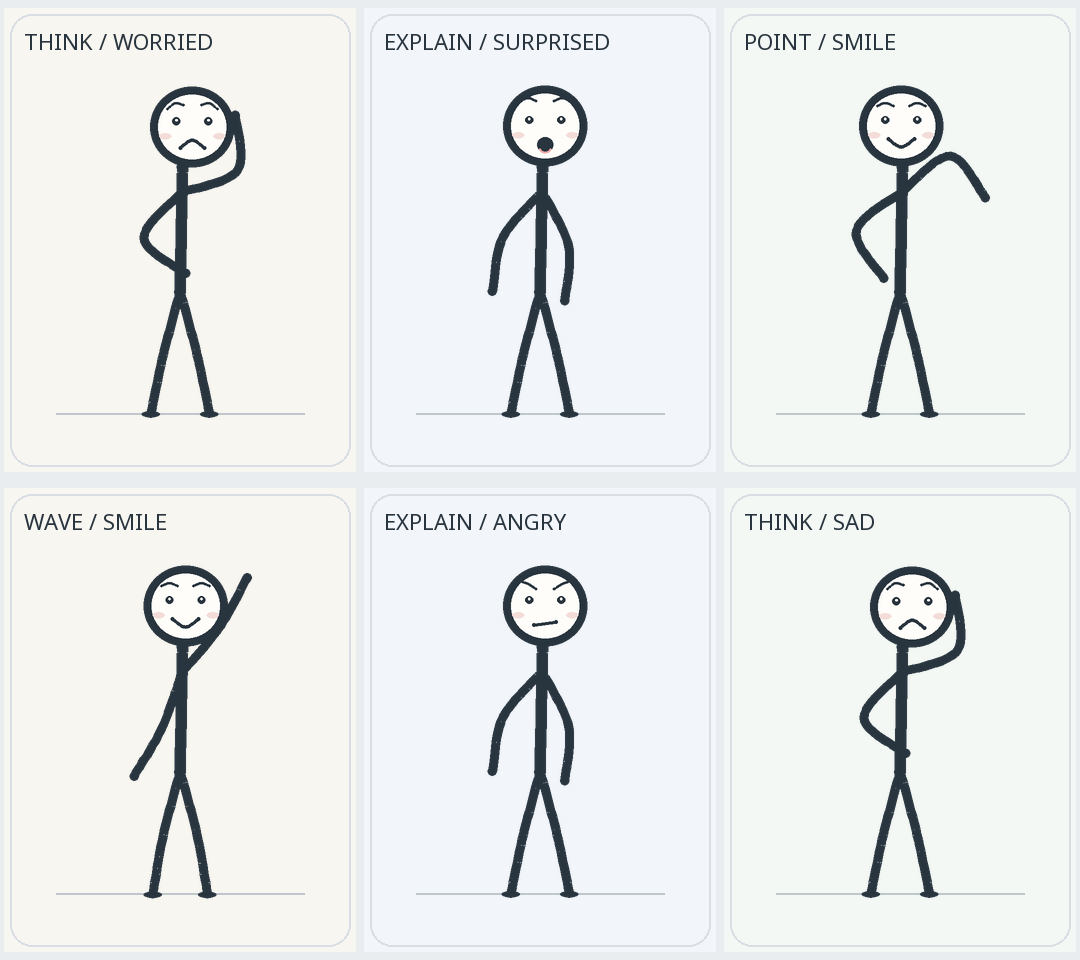 THINK / WORRIED
EXPLAIN / SURPRISED
POINT / SMILE
WAVE / SMILE
EXPLAIN / ANGRY
THINK / SAD